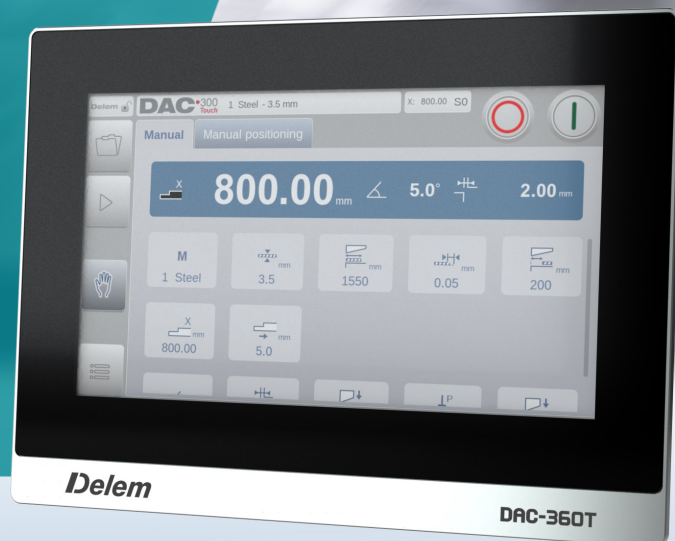 Delem
DAC 300 Touch
1 Steel - 3.5 mm
X: 800.00 S0
Manual
Manual positioning
X 800.00 mm 5.0° 2.00 mm
M
1 Steel
mm
3.5
mm
1550
mm
0.05
mm
200
X
mm
800.00
mm
5.0
P
Delem
DAC-360T